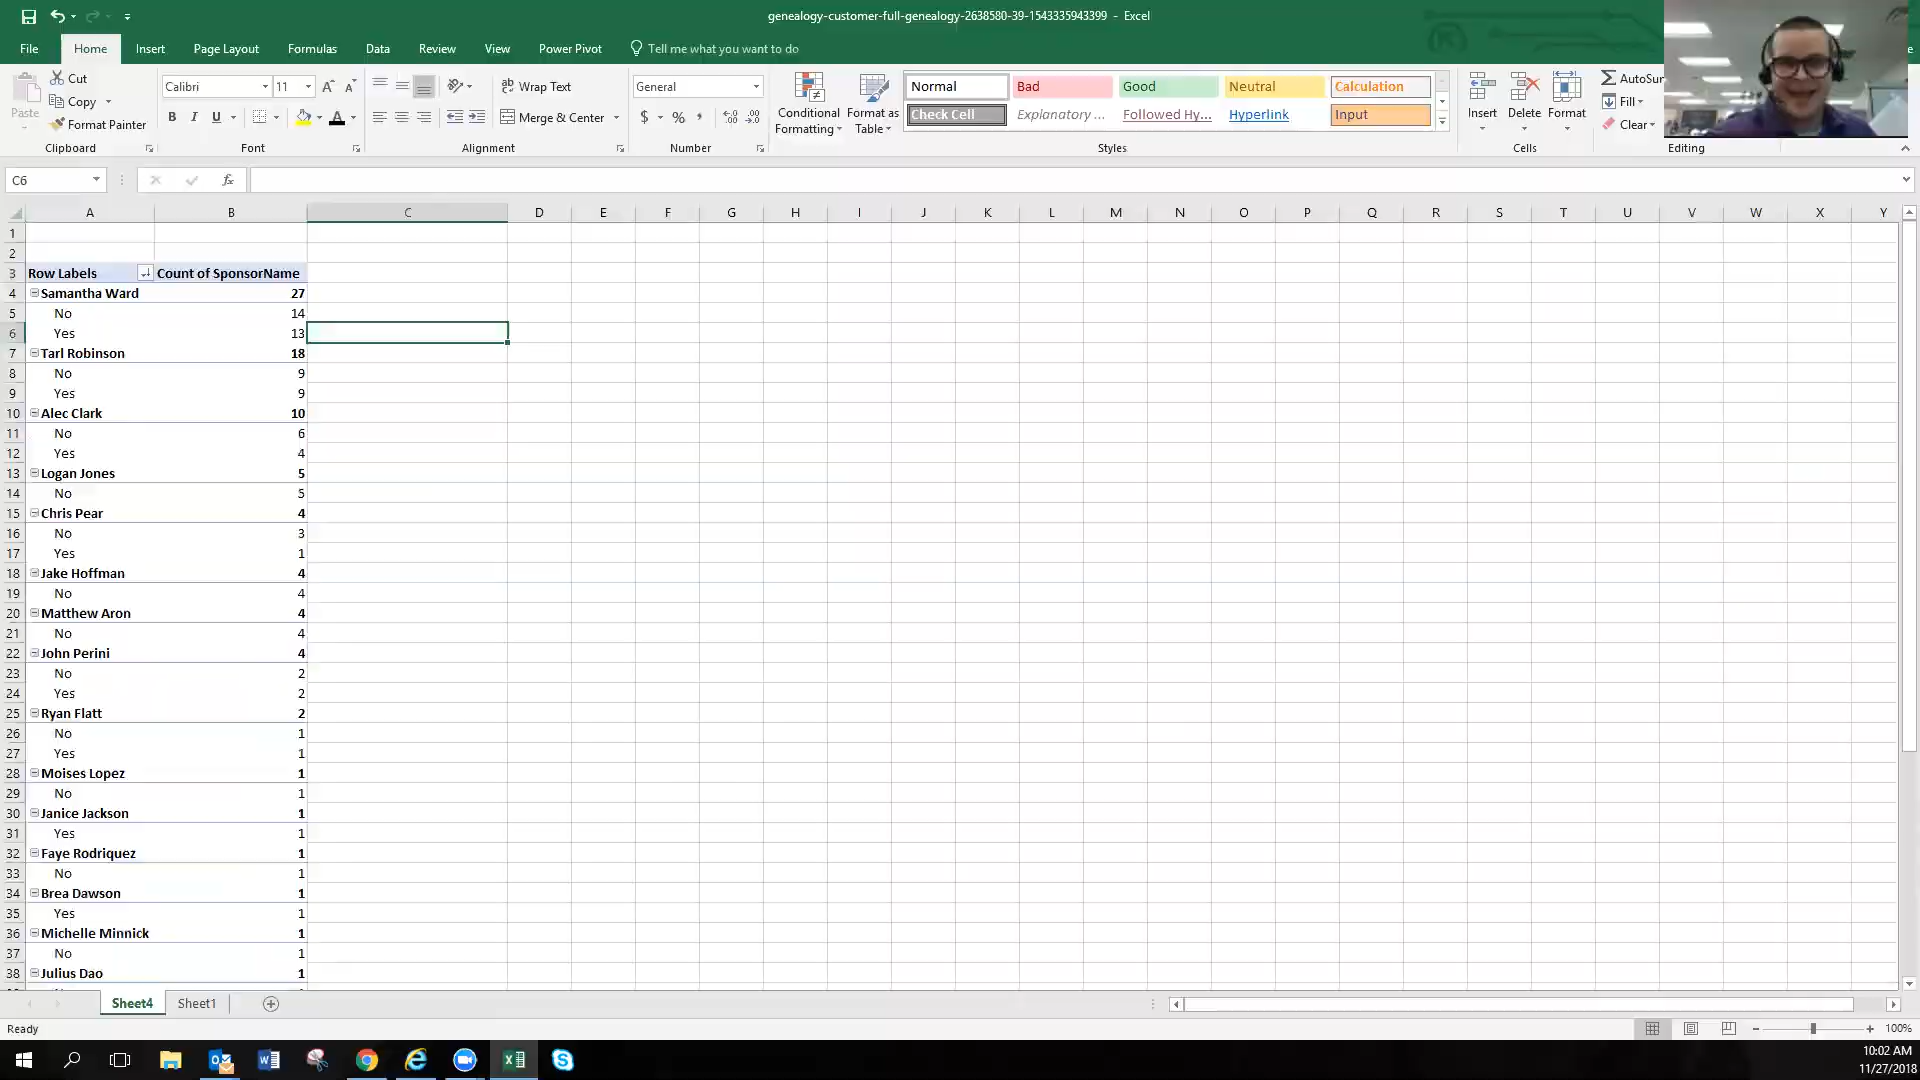 genealogy-customer-full-genealogy-2638580-39-1543335943399 - Excel
File Home Insert Page Layout Formulas Data Review View Power Pivot Tell me what you want to do
Paste
Cut
Copy
Format Painter
Clipboard
Calibri 11 A A
B I U A
Font
Wrap Text
Merge & Center
Alignment
General
$ % ,
Number
Conditional Formatting
Format as Table
Normal Bad Good Neutral Calculation
Check Cell Explanatory ... Followed Hy... Hyperlink Input
Styles
Insert Delete Format
Cells
AutoSum
Fill
Clear
Editing
C6 fx
A B C D E F G H I J K L M N O P Q R S T U V W X Y
1
2
3 Row Labels Count of SponsorName
4 Samantha Ward 27
5 No 14
6 Yes 13
7 Tarl Robinson 18
8 No 9
9 Yes 9
10 Alec Clark 10
11 No 6
12 Yes 4
13 Logan Jones 5
14 No 5
15 Chris Pear 4
16 No 3
17 Yes 1
18 Jake Hoffman 4
19 No 4
20 Matthew Aron 4
21 No 4
22 John Perini 4
23 No 2
24 Yes 2
25 Ryan Flatt 2
26 No 1
27 Yes 1
28 Moises Lopez 1
29 No 1
30 Janice Jackson 1
31 Yes 1
32 Faye Rodriquez 1
33 No 1
34 Brea Dawson 1
35 Yes 1
36 Michelle Minnick 1
37 No 1
38 Julius Dao 1
Sheet4 Sheet1
Ready 100%
10:02 AM
11/27/2018